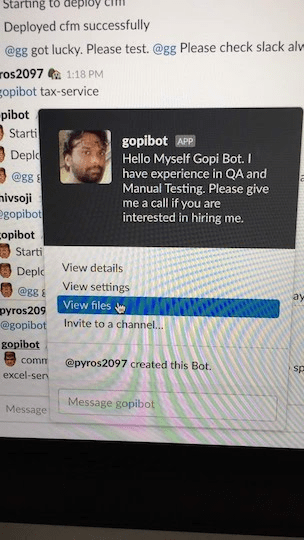 Starting to deploy cfm
Deployed cfm successfully
@gg got lucky. Please test. @gg Please check slack alw
ros2097 1:18 PM
gopibot tax-service
pibot
Starti
Deplo
@gg g
hivsoji
@gopibot
Starti
Deplo
@gg g
pyros2097
@gopibot
gopibot
comm
excel-serv
Message
gopibot APP
Hello Myself Gopi Bot. I
have experience in QA and
Manual Testing. Please give
me a call if you are
interested in hiring me.
View details
View settings
View files
Invite to a channel...
@pyros2097 created this Bot.
Message gopibot
ay
sp